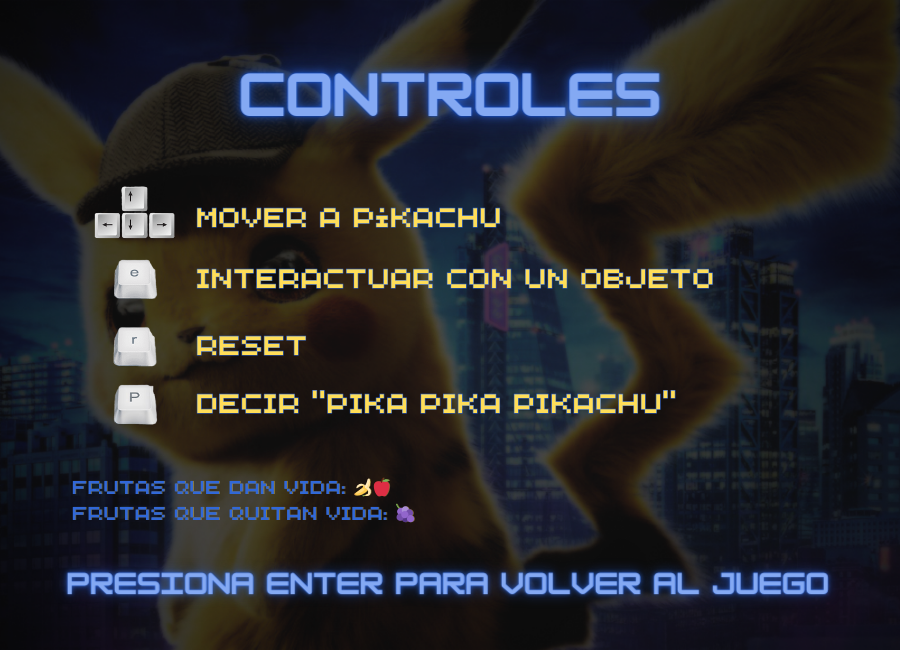 CONTROLES
↑
← ↓ → MOVER A PiKACHU
e INTERACTUAR CON UN OBJETO
r RESET
P DECIR "PIKA PIKA PIKACHU"
FRUTAS QUE DAN VIDA: 🍌🍎
FRUTAS QUE QUITAN VIDA: 🍇
PRESIONA ENTER PARA VOLVER AL JUEGO